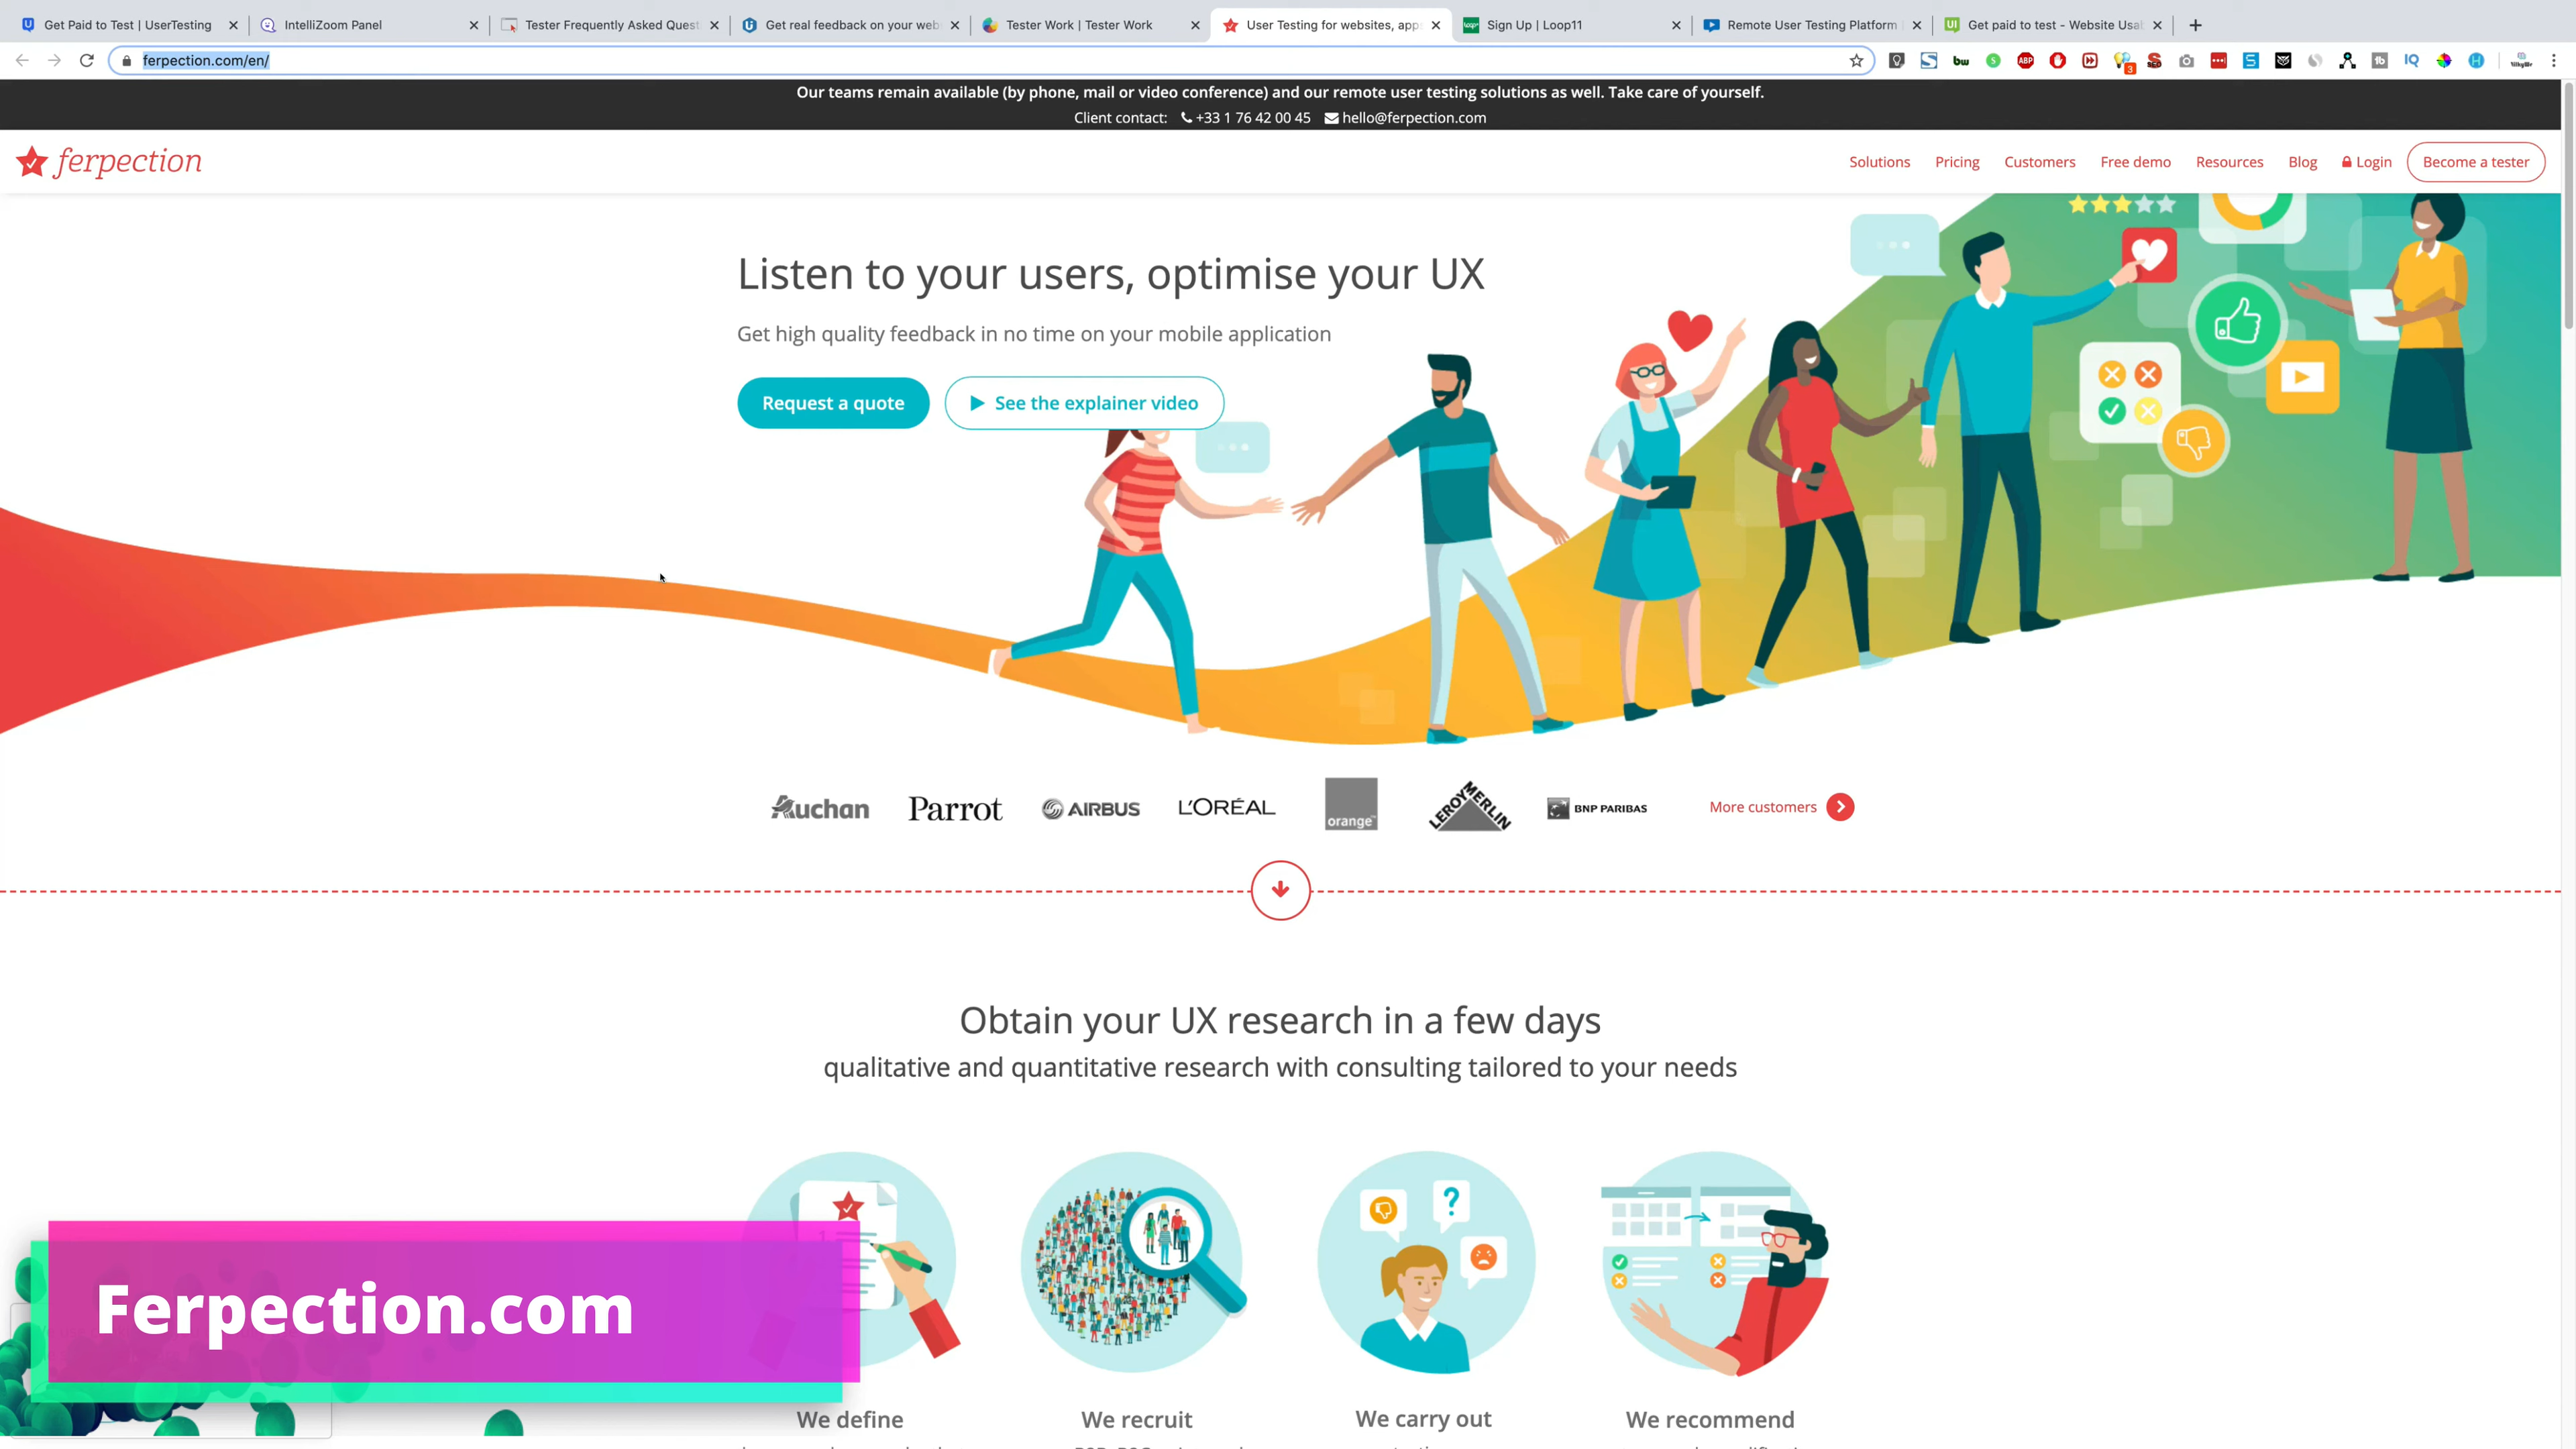 Get Paid to Test | UserTesting
IntelliZoom Panel
Tester Frequently Asked Quest
Get real feedback on your web
Tester Work | Tester Work
User Testing for websites, app
Sign Up | Loop11
Remote User Testing Platform
Get paid to test - Website Usa
ferpection.com/en/
Our teams remain available (by phone, mail or video conference) and our remote user testing solutions as well. Take care of yourself.
Client contact: +33 1 76 42 00 45 hello@ferpection.com
ferpection
Solutions
Pricing
Customers
Free demo
Resources
Blog
Login
Become a tester
Listen to your users, optimise your UX
Get high quality feedback in no time on your mobile application
Request a quote
See the explainer video
Auchan
Parrot
AIRBUS
L'ORÉAL
orange
LEROY MERLIN
BNP PARIBAS
More customers
Obtain your UX research in a few days
qualitative and quantitative research with consulting tailored to your needs
Ferpection.com
We define
We recruit
We carry out
We recommend